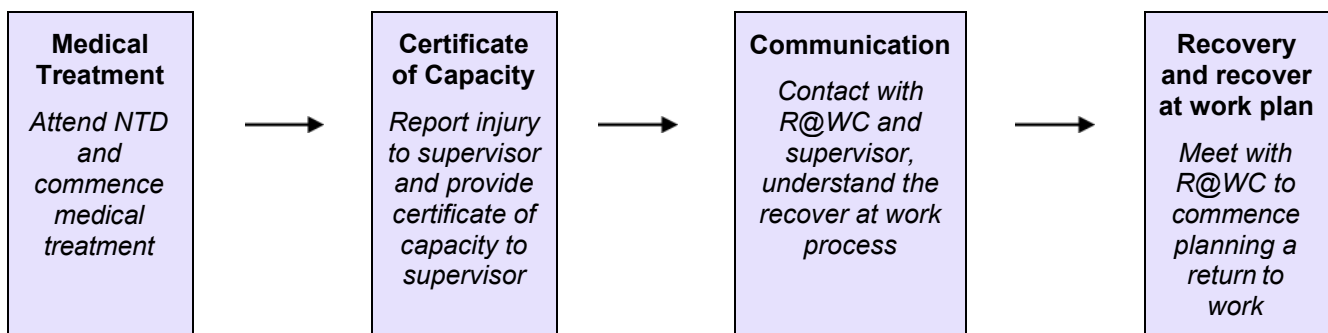 Medical
Treatment
Attend NTD
and
commence
medical
treatment
Certificate
of Capacity
Report injury
to supervisor
and provide
certificate of
capacity to
supervisor
Communication
Contact with
R@WC and
supervisor,
understand the
recover at work
process
Recovery
and recover
at work plan
Meet with
R@WC to
commence
planning a
return to
work